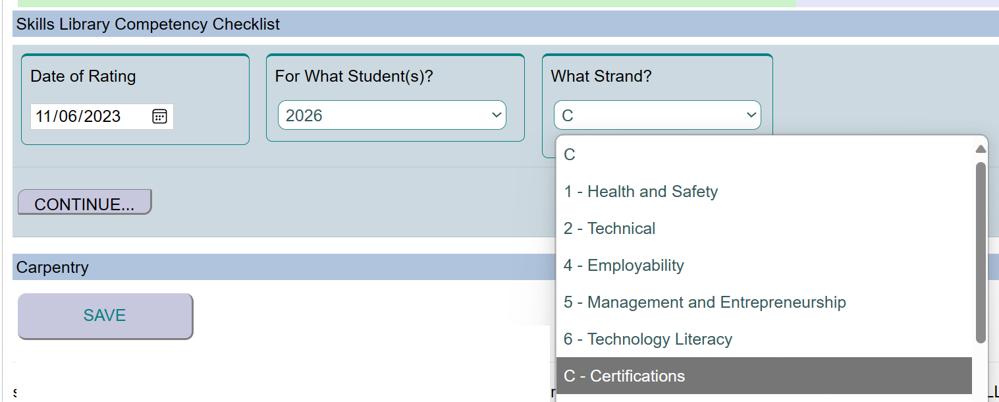 Skills Library Competency Checklist
Date of Rating
For What Student(s)?
What Strand?
11/06/2023
2026
C
C
1 - Health and Safety
2 - Technical
4 - Employability
5 - Management and Entrepreneurship
6 - Technology Literacy
C - Certifications
CONTINUE...
Carpentry
SAVE